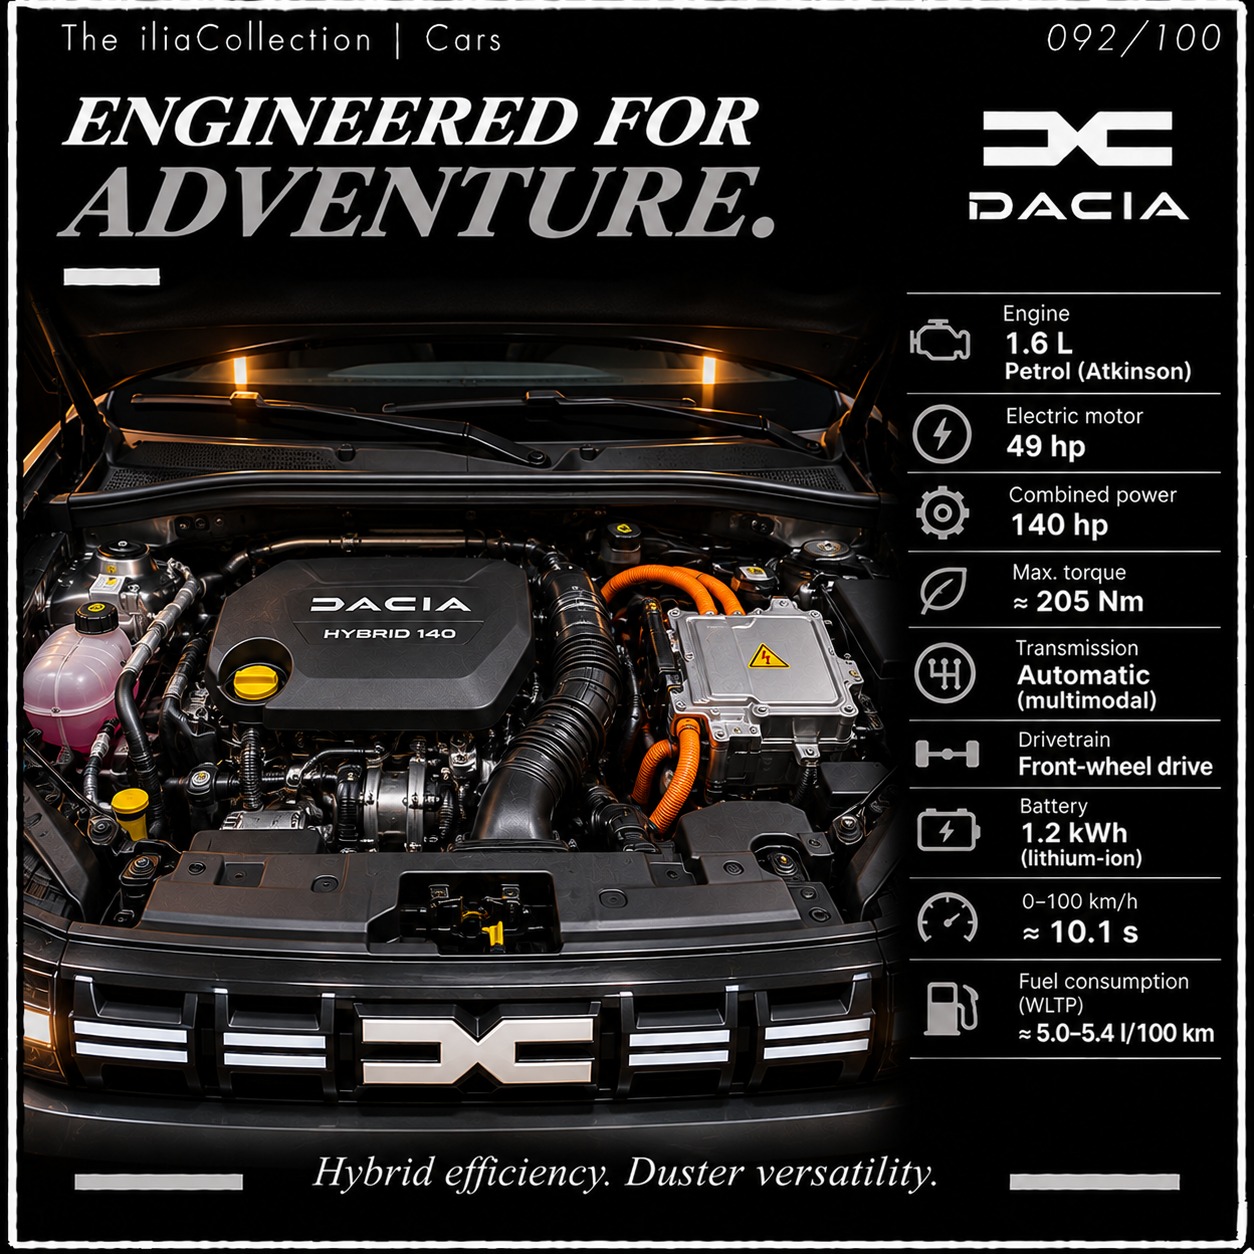 The iliaCollection | Cars
092/100
ENGINEERED FOR
ADVENTURE.
DACIA
Engine
1.6 L
Petrol (Atkinson)
Electric motor
49 hp
Combined power
140 hp
Max. torque
≈ 205 Nm
Transmission
Automatic
(multimodal)
Drivetrain
Front-wheel drive
Battery
1.2 kWh
(lithium-ion)
0–100 km/h
≈ 10.1 s
Fuel consumption
(WLTP)
≈ 5.0–5.4 l/100 km
DACIA
HYBRID 140
Hybrid efficiency. Duster versatility.